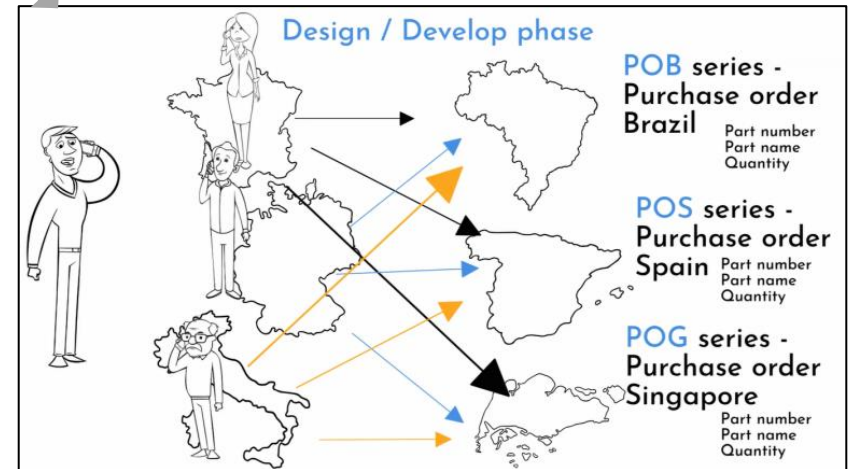 Design / Develop phase
POB series -
Purchase order
Brazil
Part number
Part name
Quantity
POS series -
Purchase order
Spain
Part number
Part name
Quantity
POG series -
Purchase order
Singapore
Part number
Part name
Quantity